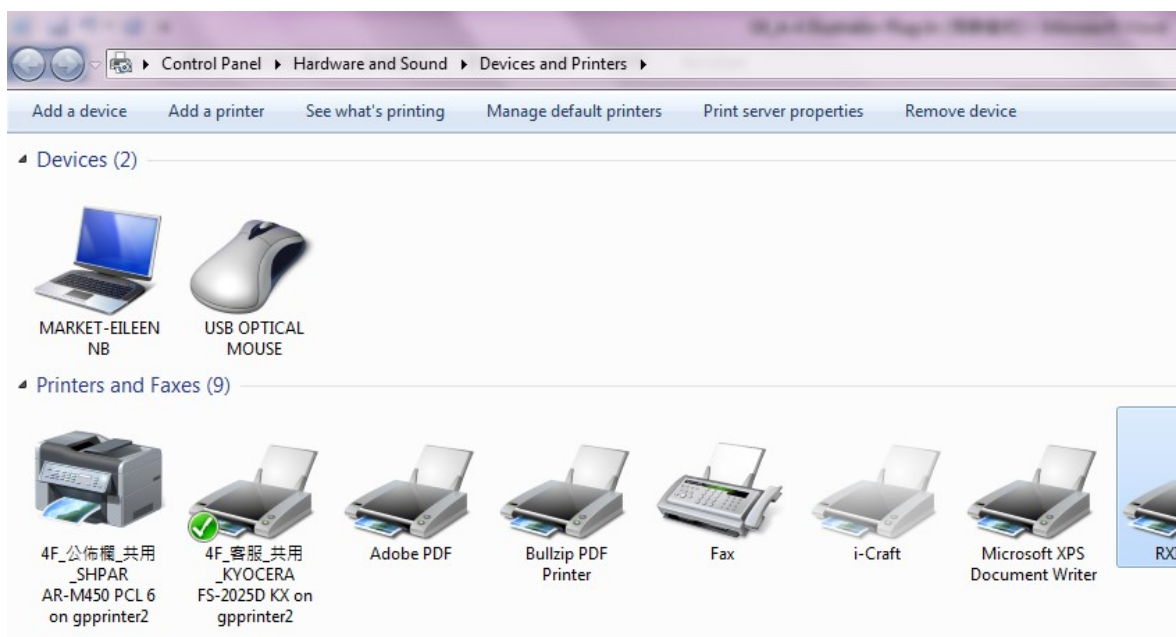 Control Panel Hardware and Sound Devices and Printers
Add a device Add a printer See what's printing Manage default printers Print server properties Remove device
Devices (2)
MARKET-EILEEN
NB
USB OPTICAL
MOUSE
Printers and Faxes (9)
4F_公佈欄_共用
_SHPAR
AR-M450 PCL 6
on gpprinter2
4F_客服_共用
_KYOCERA
FS-2025D KX on
gpprinter2
Adobe PDF
Bullzip PDF
Printer
Fax
i-Craft
Microsoft XPS
Document Writer